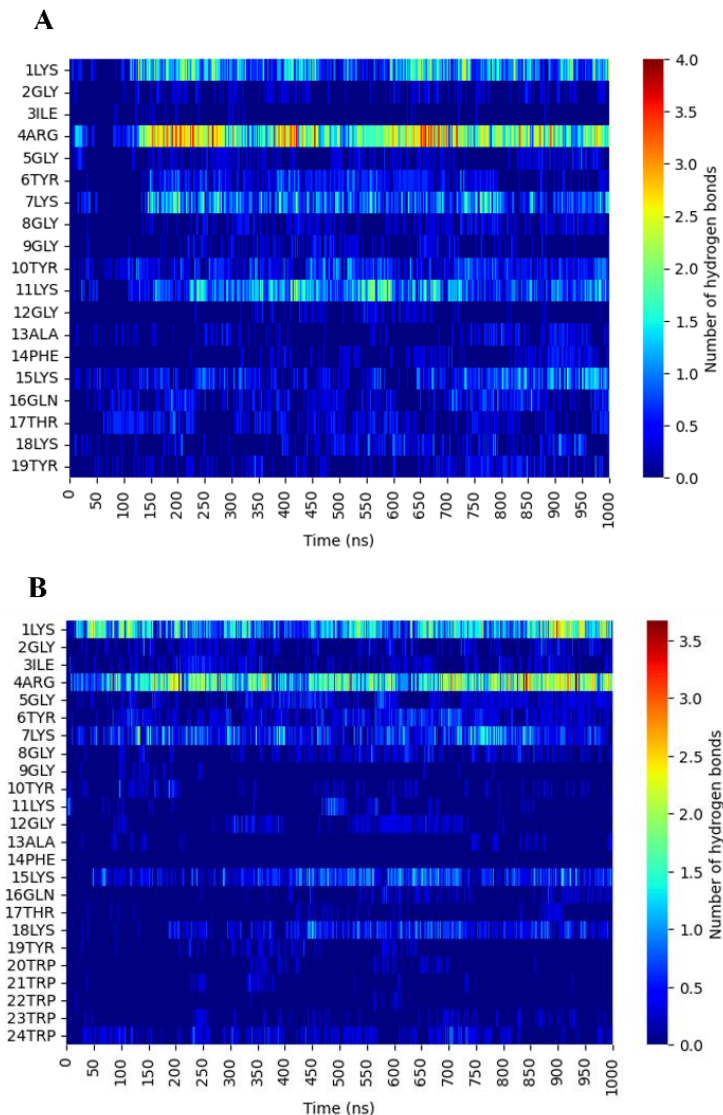 A
1LYS
2GLY
3ILE
4ARG
5GLY
6TYR
7LYS
8GLY
9GLY
10TYR
11LYS
12GLY
13ALA
14PHE
15LYS
16GLN
17THR
18LYS
19TYR
0 50 100 150 200 250 300 350 400 450 500 550 600 650 700 750 800 850 900 950 1000
Time (ns)
4.0
3.5
3.0
2.5
2.0
1.5
1.0
0.5
0.0
Number of hydrogen bonds
B
1LYS
2GLY
3ILE
4ARG
5GLY
6TYR
7LYS
8GLY
9GLY
10TYR
11LYS
12GLY
13ALA
14PHE
15LYS
16GLN
17THR
18LYS
19TYR
20TRP
21TRP
22TRP
23TRP
24TRP
0 50 100 150 200 250 300 350 400 450 500 550 600 650 700 750 800 850 900 950 1000
Time (ns)
3.5
3.0
2.5
2.0
1.5
1.0
0.5
0.0
Number of hydrogen bonds